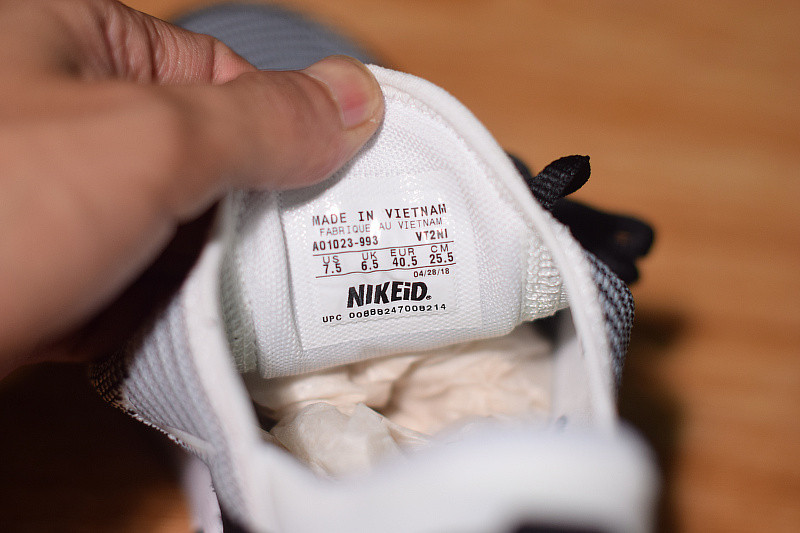 MADE IN VIETNAM
FABRIQUE AU VIETNAM
AO1023-993 VT2NI
US UK EUR CM
7.5 6.5 40.5 25.5
04/28/18
NIKEiD®
UPC 00888247008214